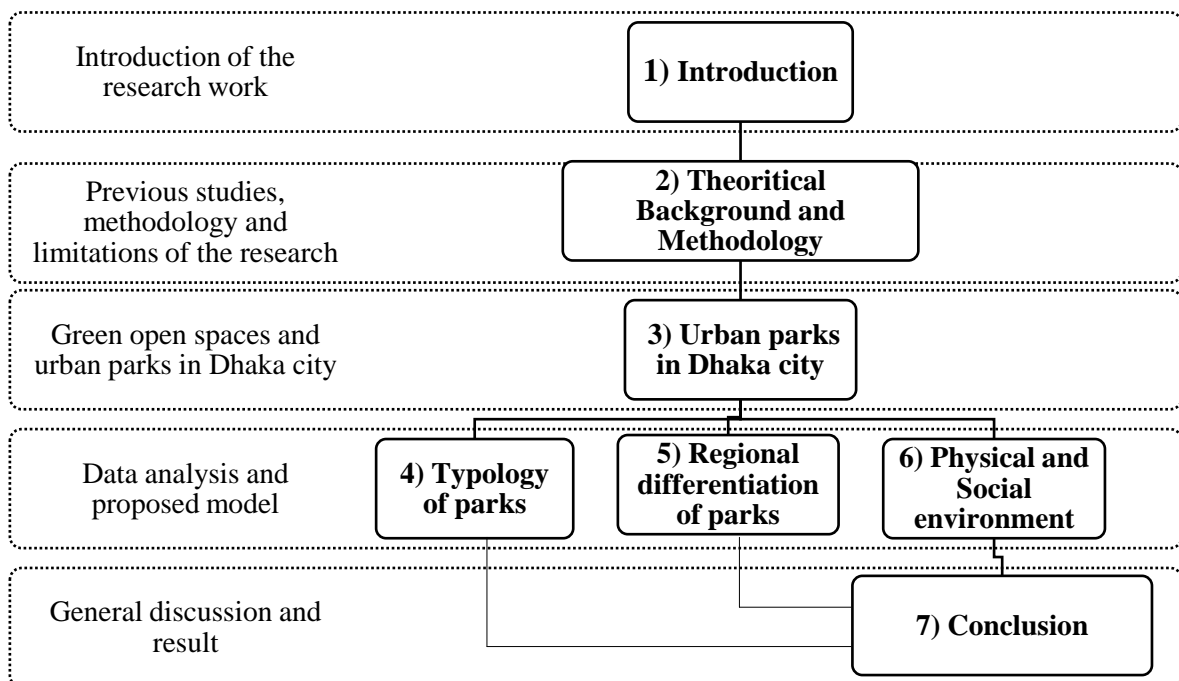 Introduction of the
research work
1) Introduction
Previous studies,
methodology and
limitations of the research
2) Theoritical
Background and
Methodology
Green open spaces and
urban parks in Dhaka city
3) Urban parks
in Dhaka city
Data analysis and
proposed model
4) Typology
of parks
5) Regional
differentiation
of parks
6) Physical and
Social
environment
General discussion and
result
7) Conclusion